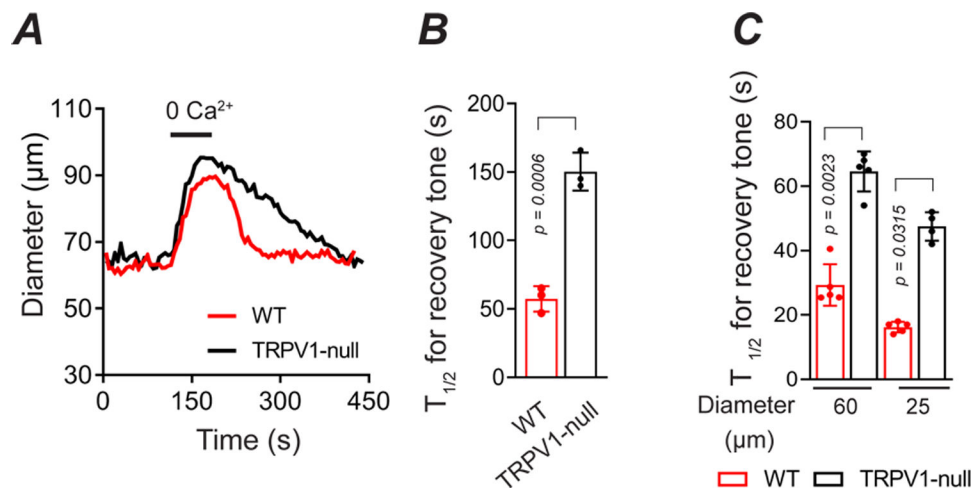 A
110
90
70
50
30
Diameter (µm)
0 Ca²⁺
WT
TRPV1-null
0
150
300
450
Time (s)
B
200
150
100
50
0
T₁/₂ for recovery tone (s)
p = 0.0006
WT
TRPV1-null
C
80
60
40
20
0
T₁/₂ for recovery tone (s)
p = 0.0023
p = 0.0315
Diameter
(µm)
60
25
WT
TRPV1-null